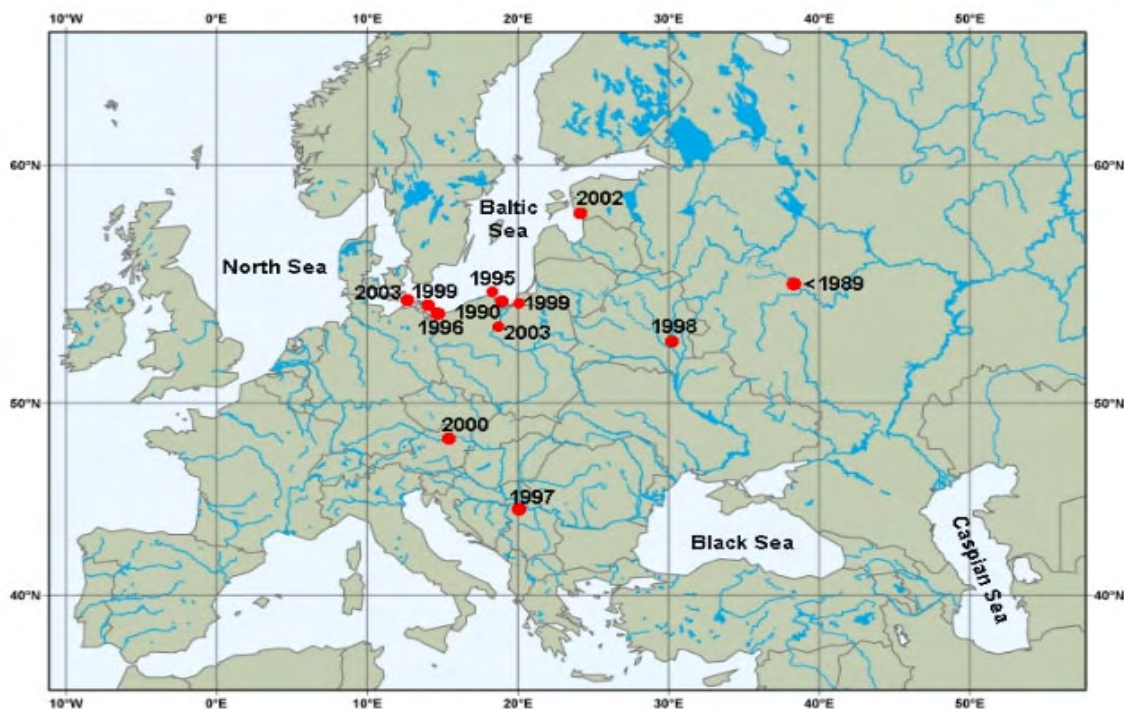 10°W 0°E 10°E 20°E 30°E 40°E 50°E
60°N 60°N
2002
Baltic
Sea
North Sea
1995
2003 1999 1990 1999 < 1989
1996 2003 1998
50°N 50°N
2000
1997
Black Sea
Caspian Sea
40°N 40°N
10°W 0°E 10°E 20°E 30°E 40°E 50°E